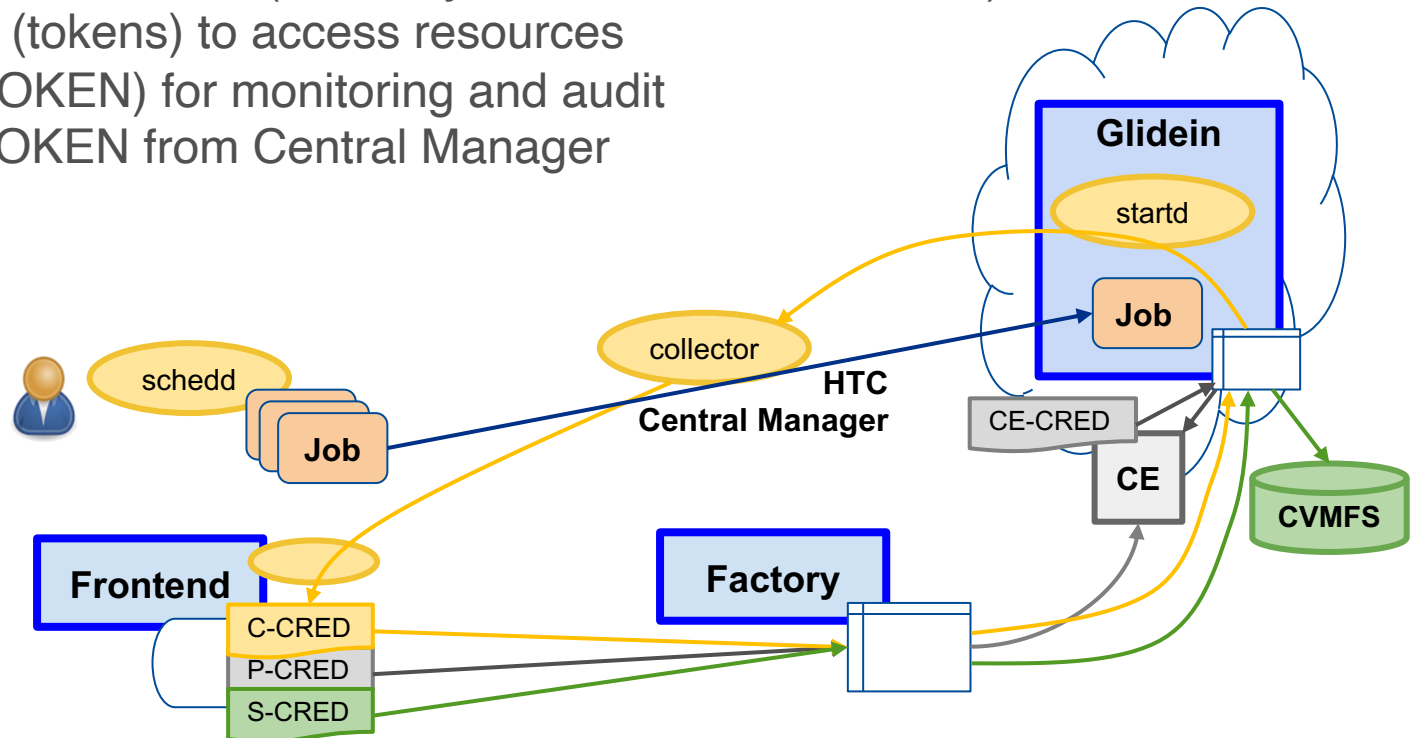 (tokens) to access resources
OKEN) for monitoring and audit
OKEN from Central Manager
Glidein
startd
Job
collector
schedd
HTC
Central Manager
CE-CRED
Job
CE
CVMFS
Frontend
Factory
C-CRED
P-CRED
S-CRED